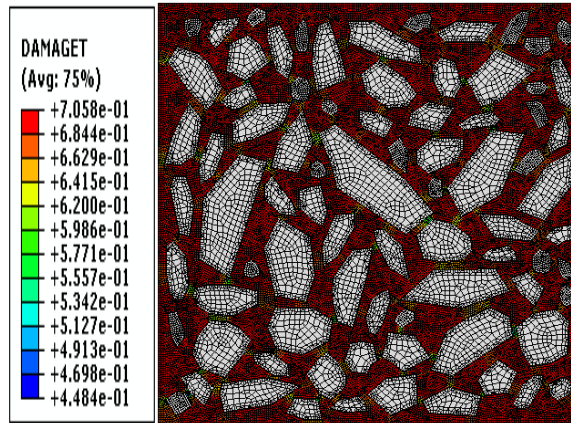 DAMAGET
(Avg: 75%)
+7.058e-01
+6.844e-01
+6.629e-01
+6.415e-01
+6.200e-01
+5.986e-01
+5.771e-01
+5.557e-01
+5.342e-01
+5.127e-01
+4.913e-01
+4.698e-01
+4.484e-01